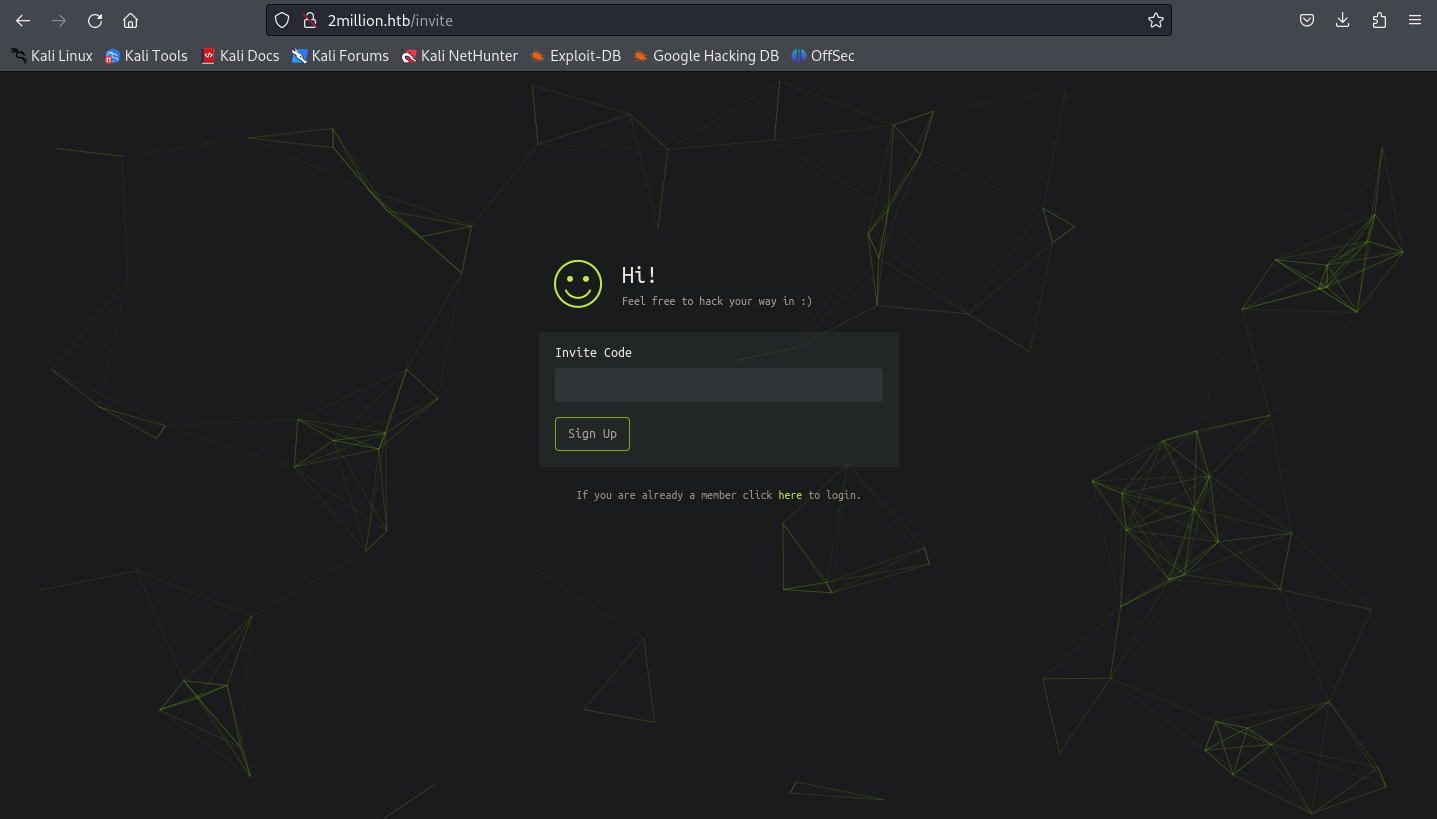 2million.htb/invite
Kali Linux Kali Tools Kali Docs Kali Forums Kali NetHunter Exploit-DB Google Hacking DB OffSec
Hi!
Feel free to hack your way in :)
Invite Code
Sign Up
If you are already a member click here to login.